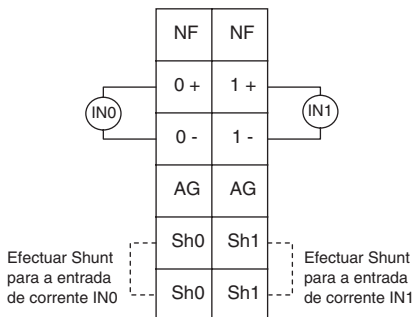 NF NF
0 + 1 +
IN0 IN1
0 - 1 -
AG AG
Sh0 Sh1
Efectuar Shunt
para a entrada
de corrente IN0
Efectuar Shunt
para a entrada
de corrente IN1
Sh0 Sh1